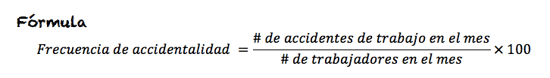 Fórmula
Frecuencia de accidentalidad = # de accidentes de trabajo en el mes / # de trabajadores en el mes × 100